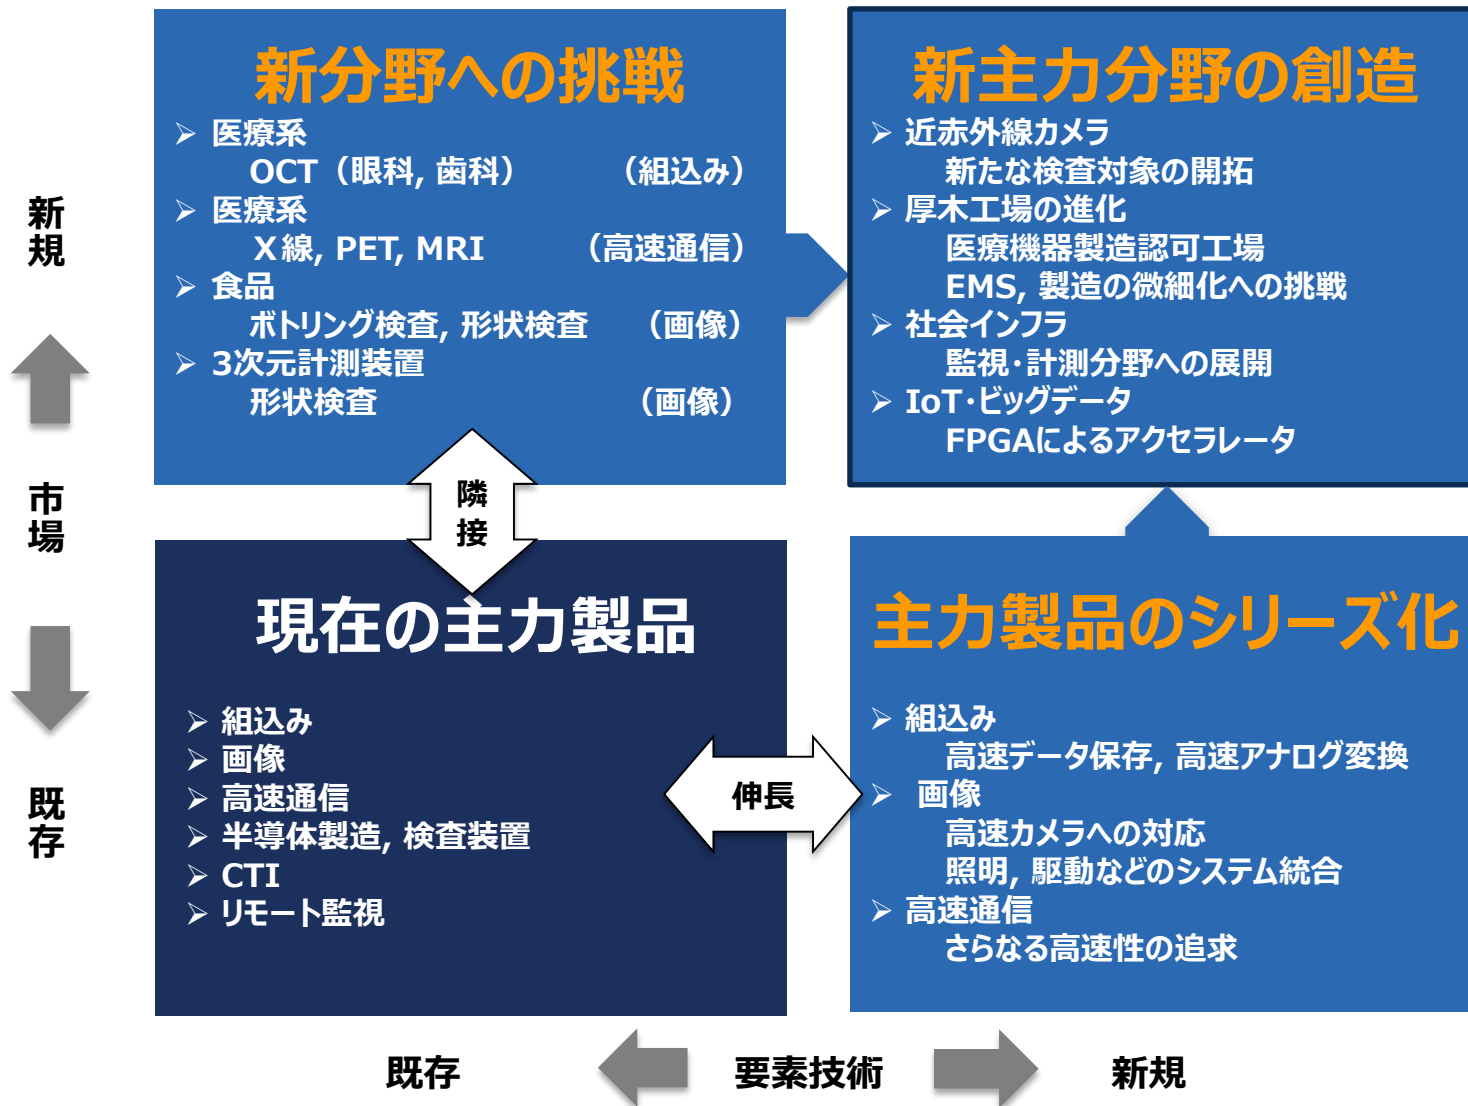 新分野への挑戦
➢ 医療系
OCT（眼科, 歯科） （組込み）
➢ 医療系
X線, PET, MRI （高速通信）
➢ 食品
ボトリング検査, 形状検査 （画像）
➢ 3次元計測装置
形状検査 （画像）
新主力分野の創造
➢ 近赤外線カメラ
新たな検査対象の開拓
➢ 厚木工場の進化
医療機器製造認可工場
EMS, 製造の微細化への挑戦
➢ 社会インフラ
監視・計測分野への展開
➢ IoT・ビッグデータ
FPGAによるアクセラレータ
新規
市場
既存
隣接
現在の主力製品
➢ 組込み
➢ 画像
➢ 高速通信
➢ 半導体製造, 検査装置
➢ CTI
➢ リモート監視
伸長
主力製品のシリーズ化
➢ 組込み
高速データ保存, 高速アナログ変換
➢ 画像
高速カメラへの対応
照明, 駆動などのシステム統合
➢ 高速通信
さらなる高速性の追求
既存 要素技術 新規